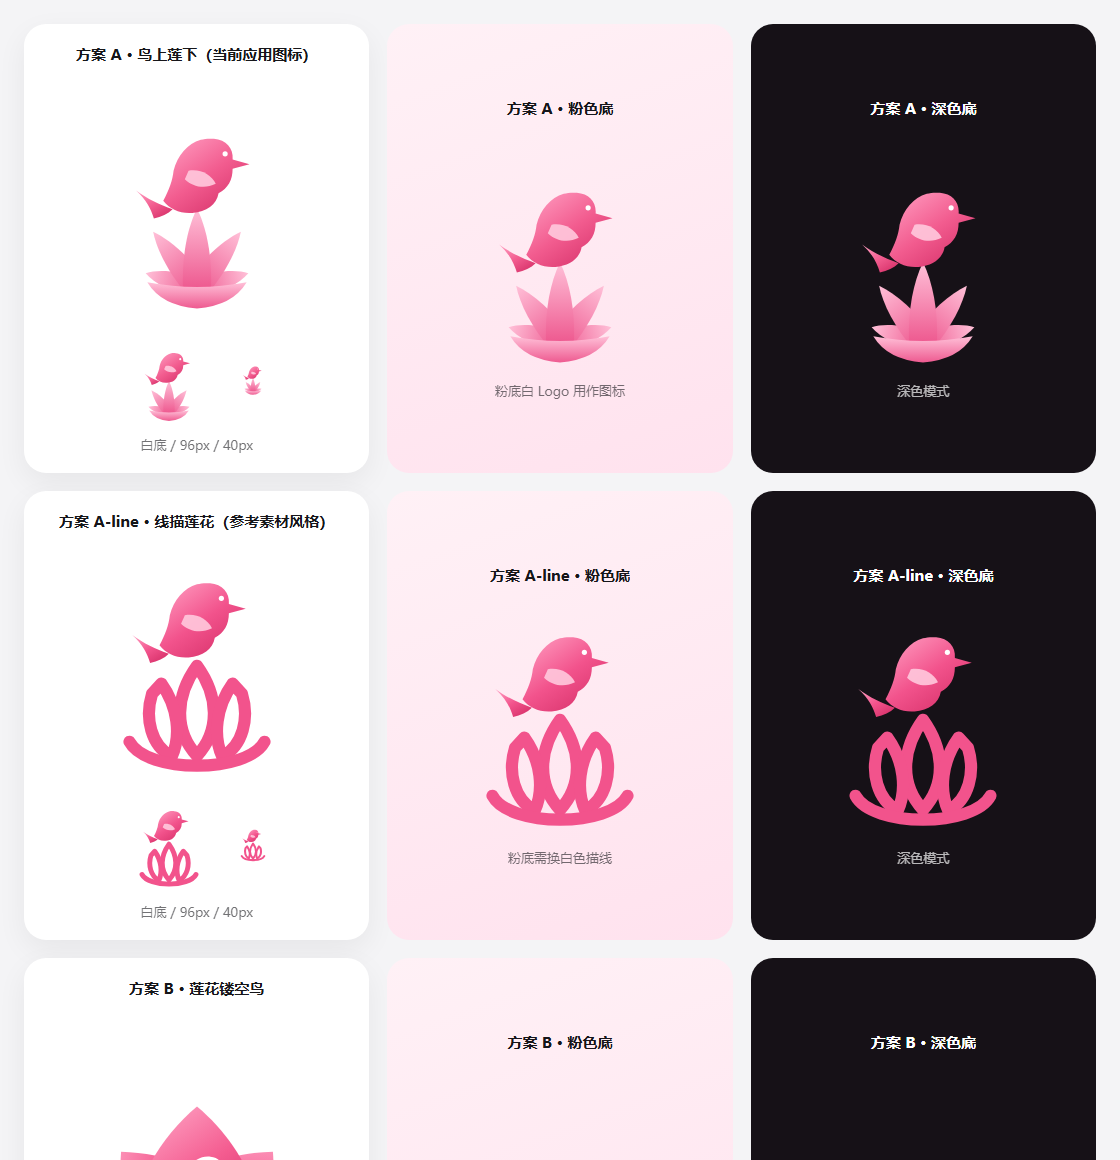 方案 A • 鸟上莲下（当前应用图标）
白底 / 96px / 40px
方案 A • 粉色底
粉底白 Logo 用作图标
方案 A • 深色底
深色模式
方案 A-line • 线描莲花（参考素材风格）
白底 / 96px / 40px
方案 A-line • 粉色底
粉底需换白色描线
方案 A-line • 深色底
深色模式
方案 B • 莲花镂空鸟
方案 B • 粉色底
方案 B • 深色底